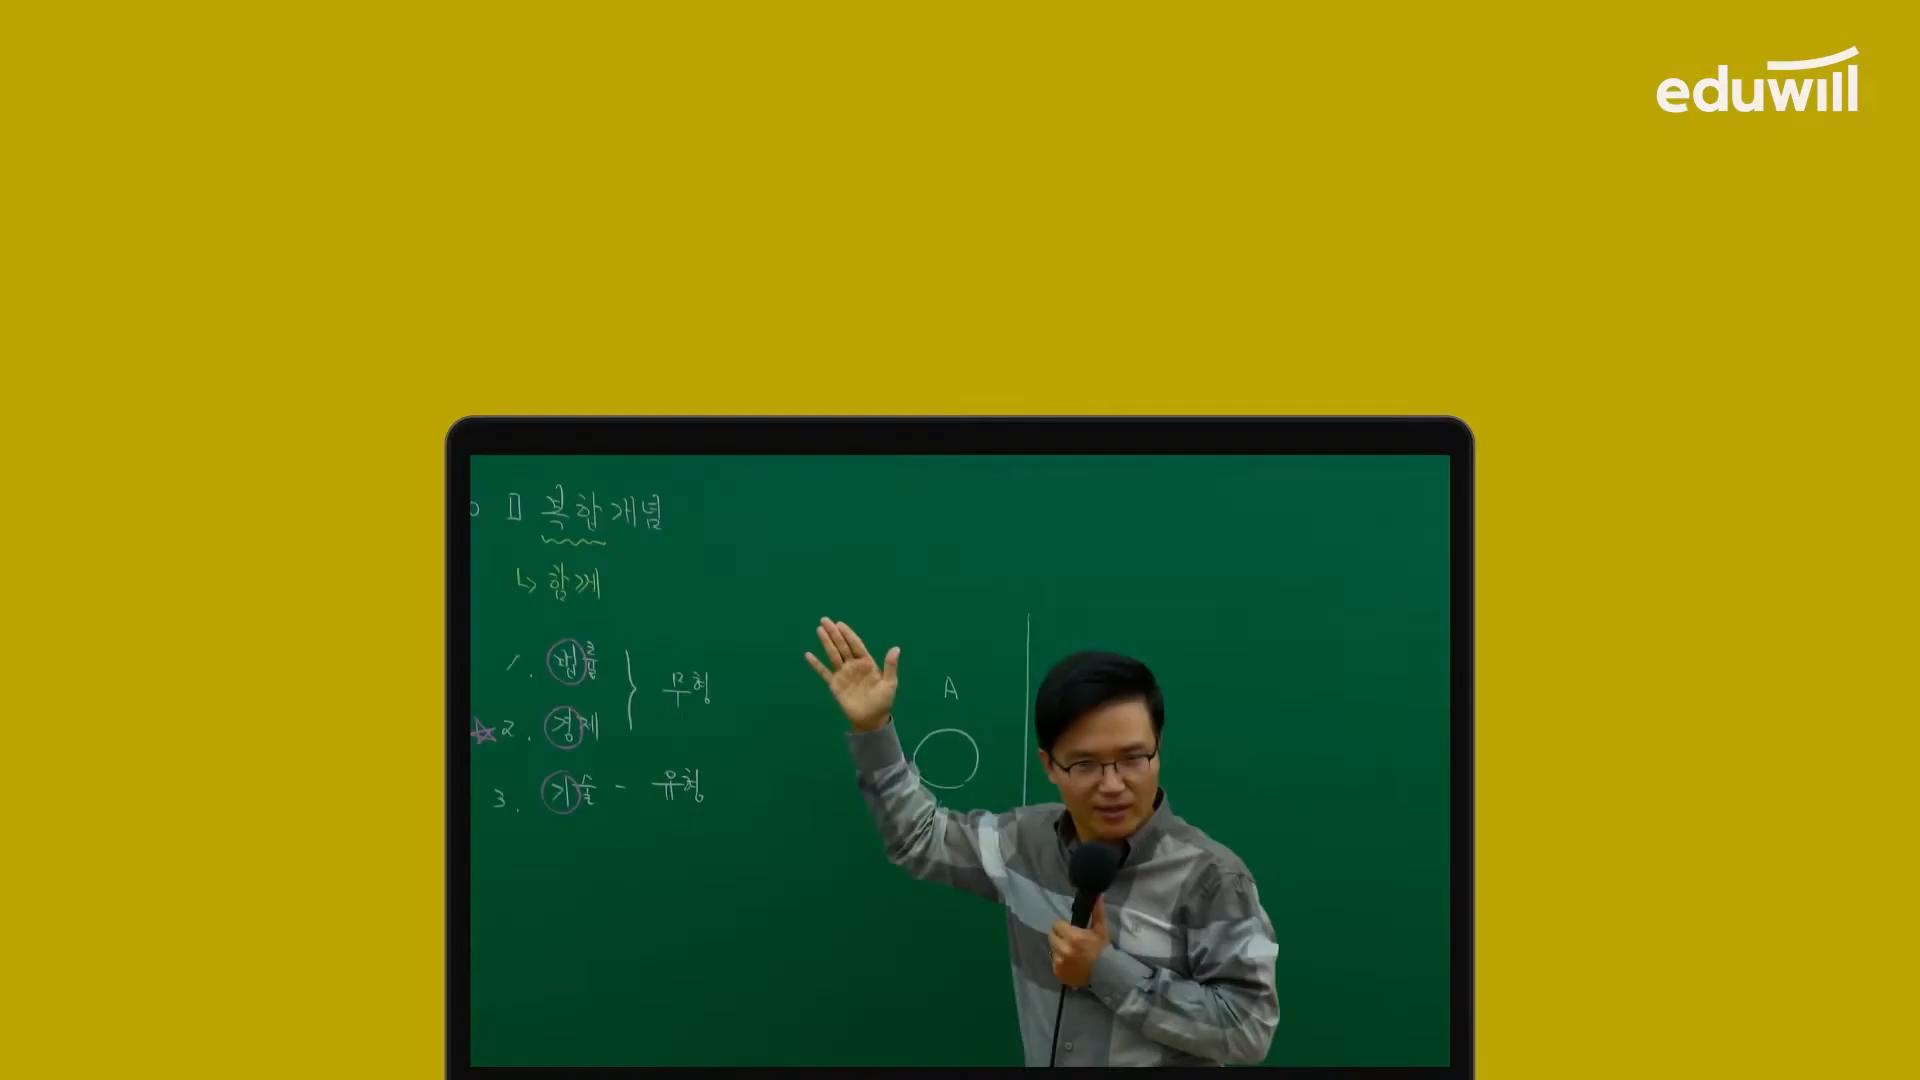 eduwill
복합개념
↳ 함께
1. 법률
무형
★ 2. 경제
3. 기술 - 유형
A